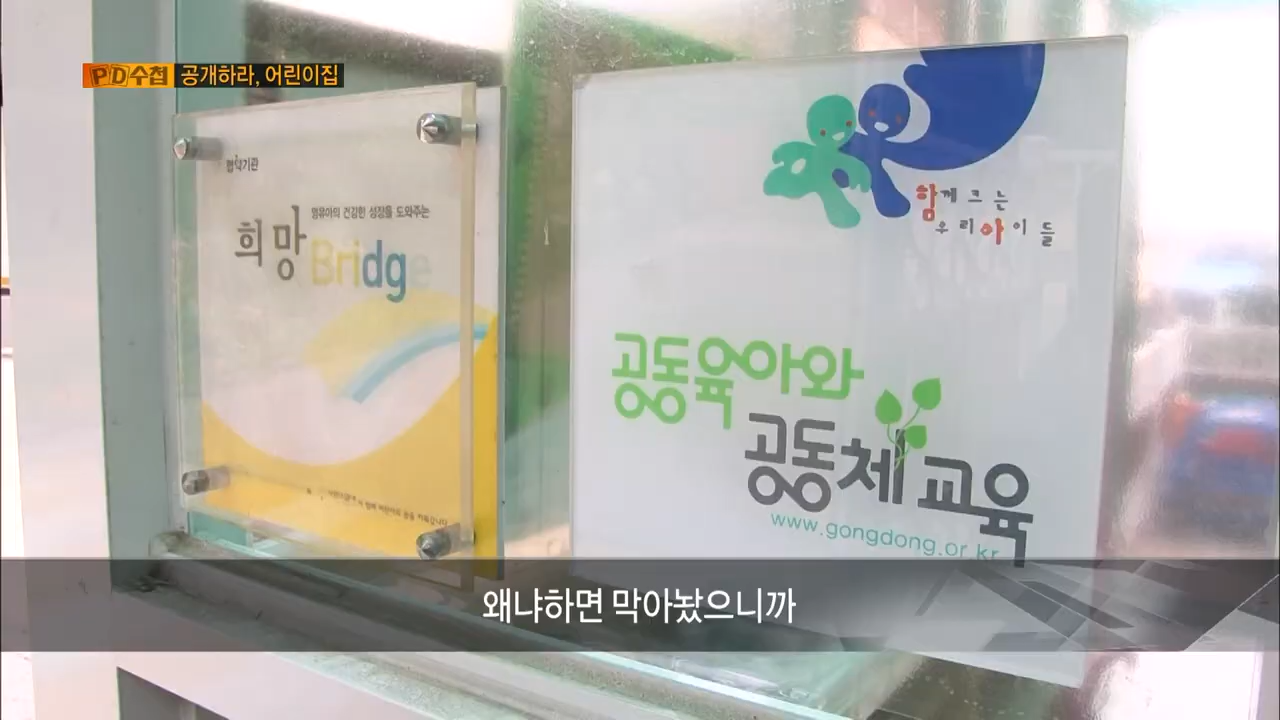 PD수첩 공개하라, 어린이집
협약기관
영유아의 건강한 성장을 도와주는
희망 Bridge
함께 크는
우리아이들
공동육아와
공동체 교육
www.gongdong.or.kr
왜냐하면 막아놨으니까